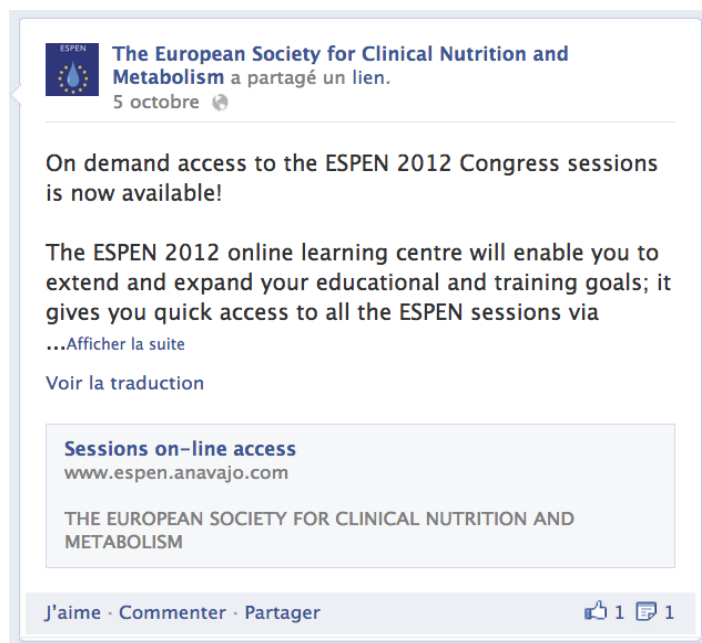 ESPEN
The European Society for Clinical Nutrition and
Metabolism a partagé un lien.
5 octobre
On demand access to the ESPEN 2012 Congress sessions
is now available!
The ESPEN 2012 online learning centre will enable you to
extend and expand your educational and training goals; it
gives you quick access to all the ESPEN sessions via
...Afficher la suite
Voir la traduction
Sessions on-line access
www.espen.anavajo.com
THE EUROPEAN SOCIETY FOR CLINICAL NUTRITION AND
METABOLISM
J'aime · Commenter · Partager 1 1